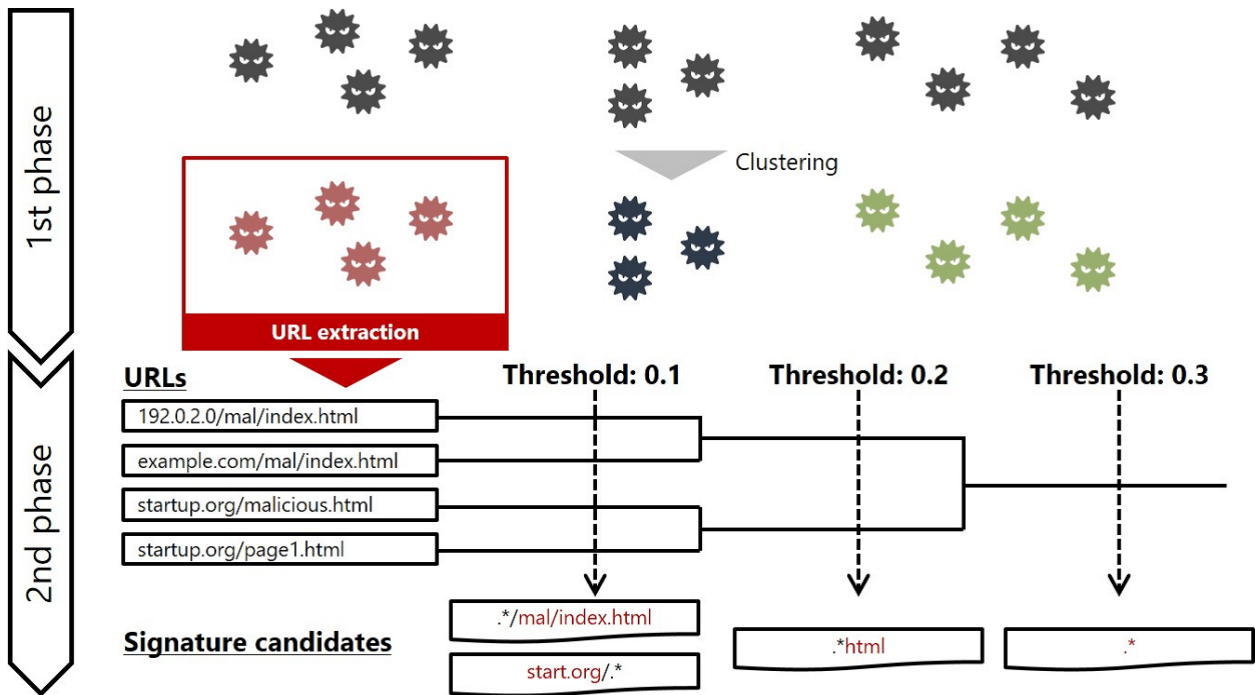 1st phase
Clustering
URL extraction
2nd phase
URLs
Threshold: 0.1
Threshold: 0.2
Threshold: 0.3
192.0.2.0/mal/index.html
example.com/mal/index.html
startup.org/malicious.html
startup.org/page1.html
Signature candidates
.*/mal/index.html
start.org/.*
.*html
.*